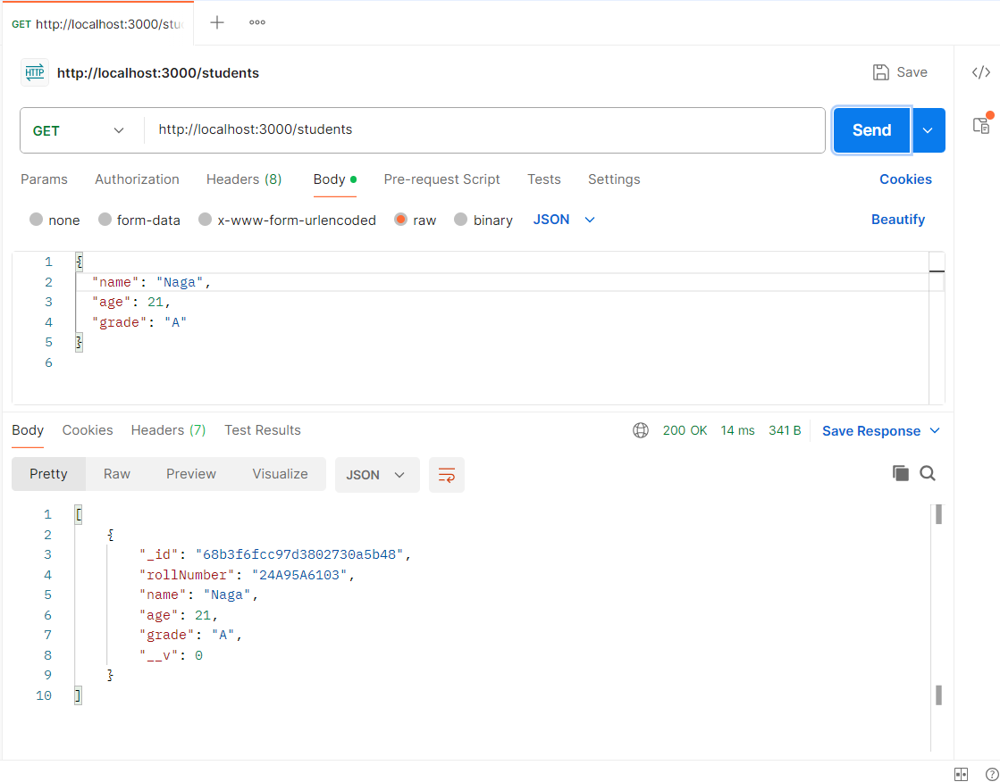 GET http://localhost:3000/stu
HTTP http://localhost:3000/students Save
GET http://localhost:3000/students Send
Params Authorization Headers (8) Body Pre-request Script Tests Settings Cookies
none form-data x-www-form-urlencoded raw binary JSON Beautify
1 {
2 "name": "Naga",
3 "age": 21,
4 "grade": "A"
5 }
6
Body Cookies Headers (7) Test Results 200 OK 14 ms 341 B Save Response
Pretty Raw Preview Visualize JSON
1 [
2 {
3 "_id": "68b3f6fcc97d3802730a5b48",
4 "rollNumber": "24A95A6103",
5 "name": "Naga",
6 "age": 21,
7 "grade": "A",
8 "__v": 0
9 }
10 ]